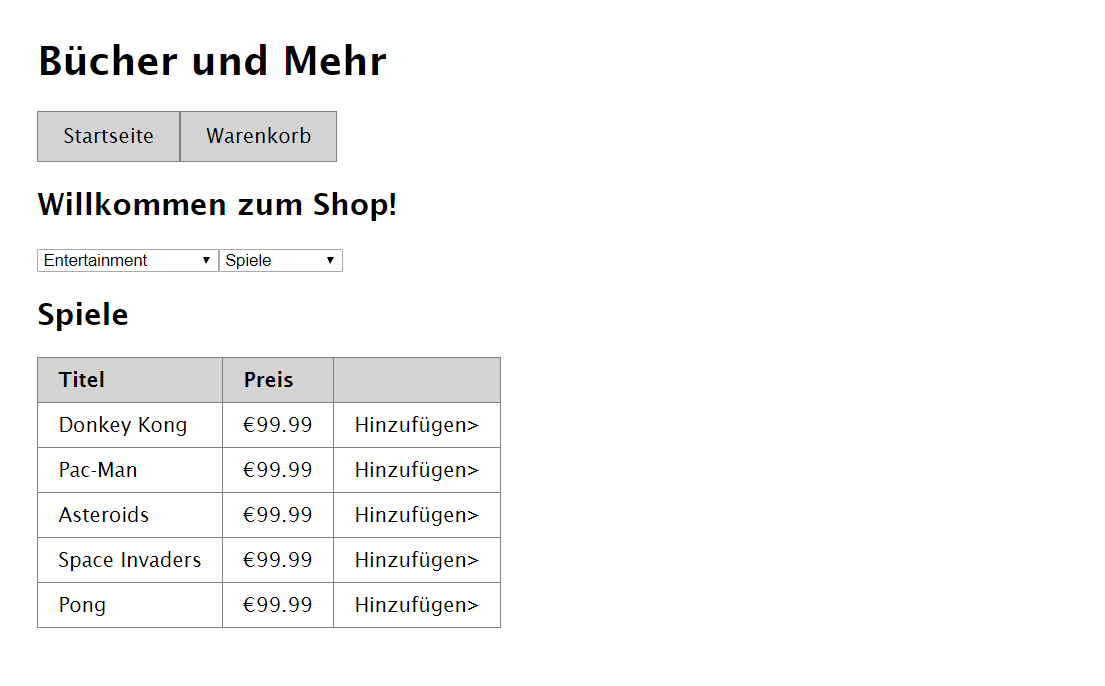 Bücher und Mehr
Startseite Warenkorb
Willkommen zum Shop!
Entertainment Spiele
Spiele
Titel Preis
Donkey Kong €99.99 Hinzufügen>
Pac-Man €99.99 Hinzufügen>
Asteroids €99.99 Hinzufügen>
Space Invaders €99.99 Hinzufügen>
Pong €99.99 Hinzufügen>